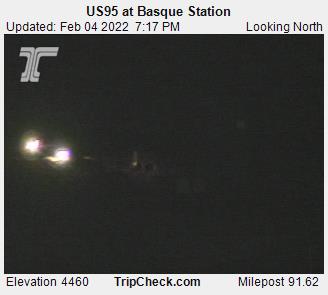 US95 at Basque Station
Updated: Feb 04 2022 7:17 PM Looking North
Elevation 4460 TripCheck.com Milepost 91.62